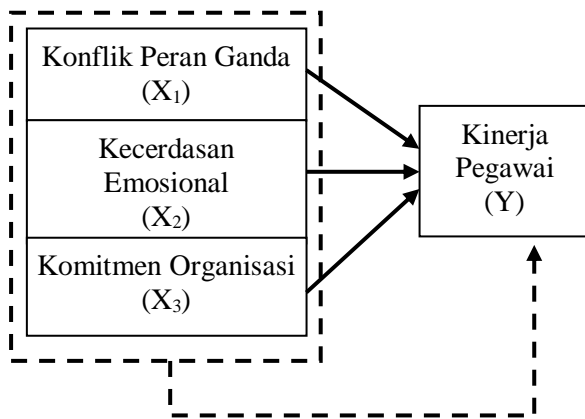 Konflik Peran Ganda
(X₁)
Kecerdasan
Emosional
(X₂)
Komitmen Organisasi
(X₃)
Kinerja
Pegawai
(Y)